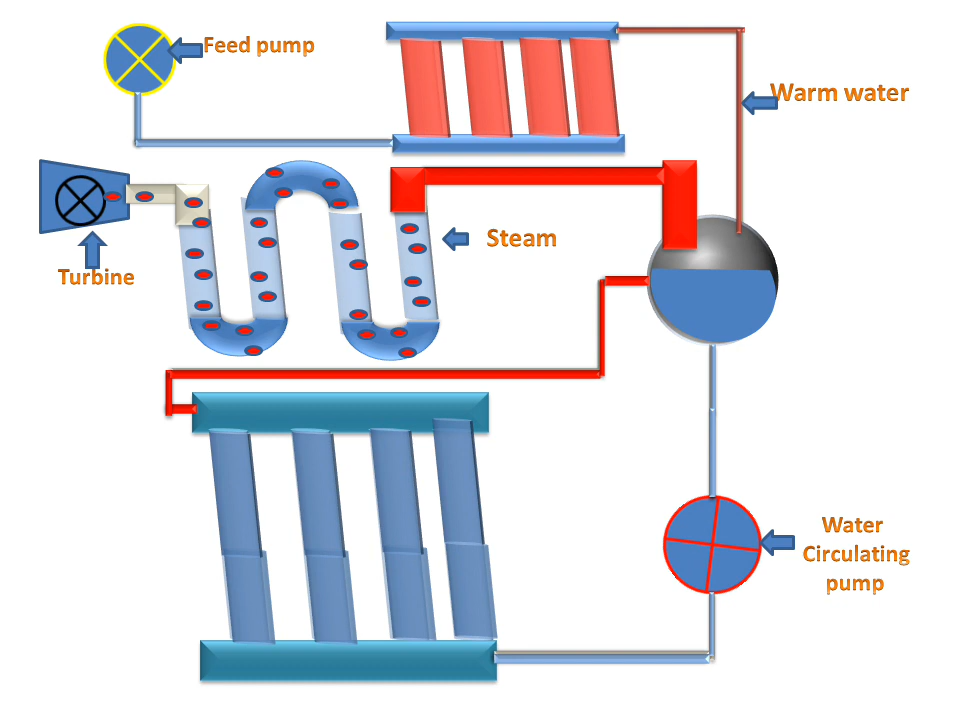 Feed pump
Warm water
Steam
Turbine
Water
Circulating
pump